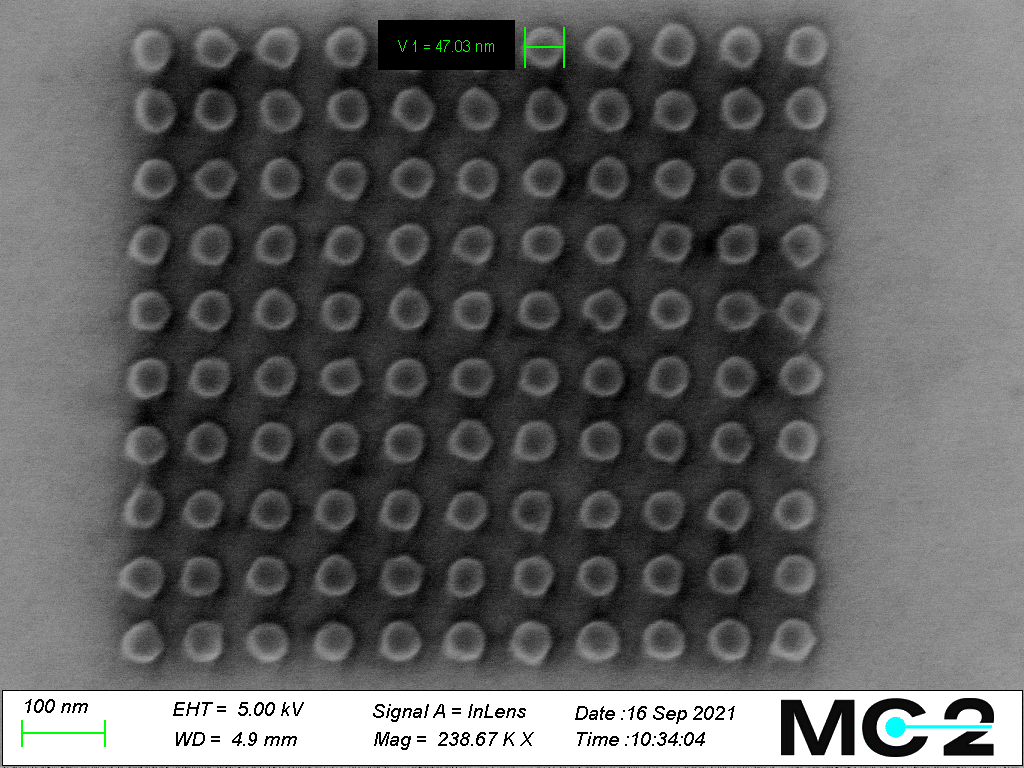 V 1 = 47.03 nm
100 nm
EHT = 5.00 kV
WD = 4.9 mm
Signal A = InLens
Mag = 238.67 K X
Date :16 Sep 2021
Time :10:34:04
MC2